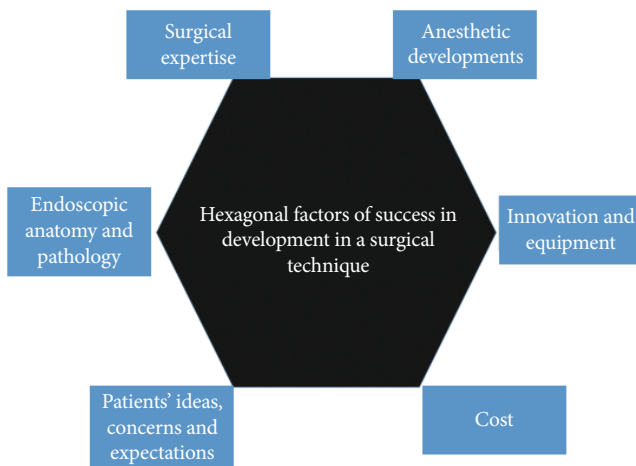 Surgical
expertise
Anesthetic
developments
Endoscopic
anatomy and
pathology
Hexagonal factors of success in
development in a surgical
technique
Innovation and
equipment
Patients’ ideas,
concerns and
expectations
Cost